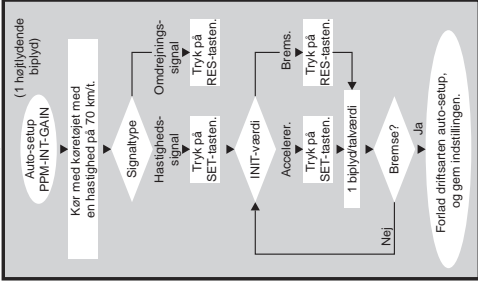 (1 højtlydende
biplyd)
Auto-setup
PPM-INT-GAIN
Kør med køretøjet med
en hastighed på 70 km/t.
Signaltype
Hastigheds-
signal
Omdrejnings-
signal
Tryk på
SET-tasten.
Tryk på
RES-tasten.
INIT-værdi
Accelerer.
Brems.
Tryk på
SET-tasten.
Tryk på
RES-tasten.
1 biplyd/talværdi
Bremse?
Nej
Ja
Forlad driftsarten auto-setup,
og gem indstillingen.